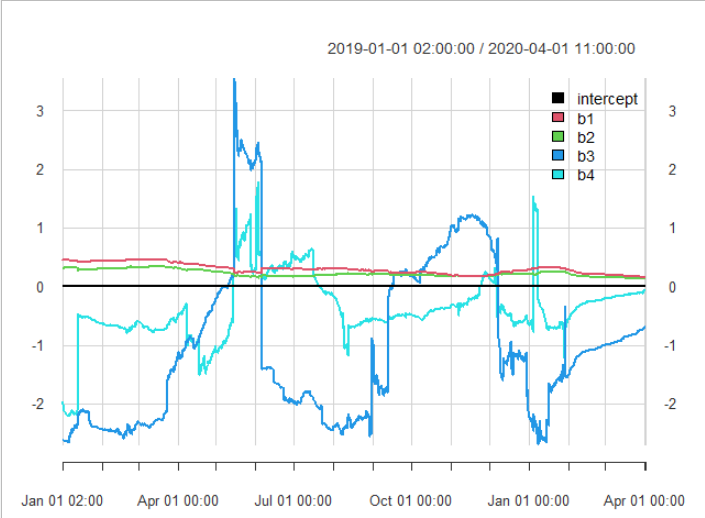 2019-01-01 02:00:00 / 2020-04-01 11:00:00
intercept
b1
b2
b3
b4
3 3
2 2
1 1
0 0
-1 -1
-2 -2
Jan 01 02:00 Apr 01 00:00 Jul 01 00:00 Oct 01 00:00 Jan 01 00:00 Apr 01 00:00